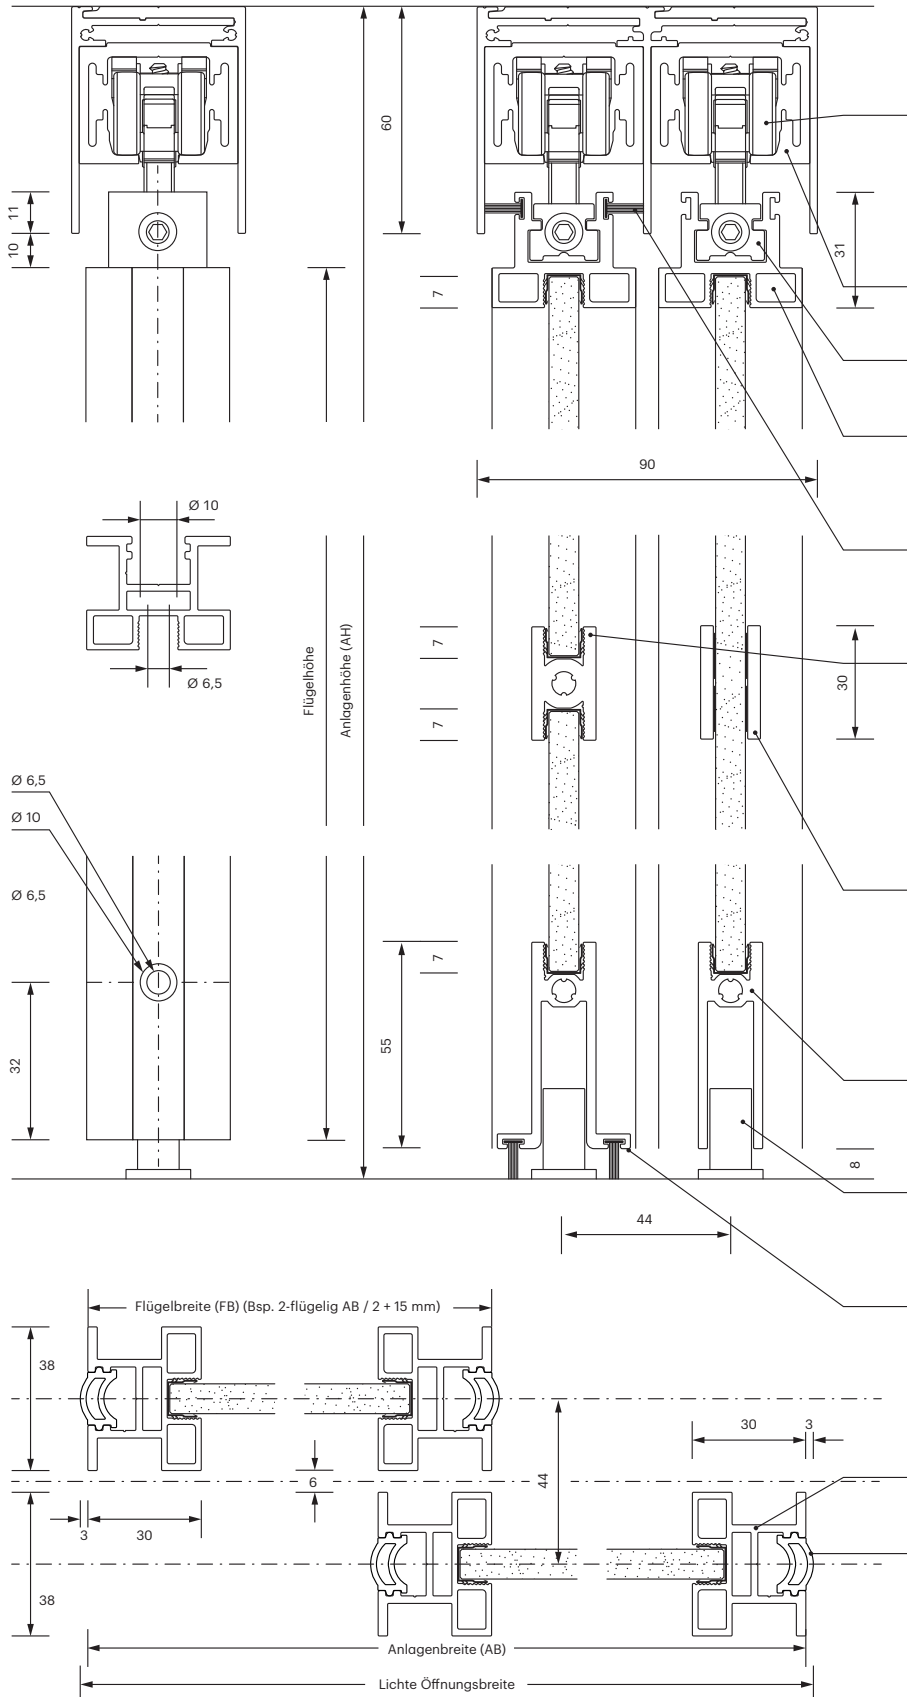 60
11
10
7
31
90
Ø 10
Ø 6,5
Flügelhöhe
Anlagenhöhe (AH)
7
7
30
Ø 6,5
Ø 10
Ø 6,5
7
55
32
8
44
Flügelbreite (FB) (Bsp. 2-flügelig AB / 2 + 15 mm)
38
30
3
44
6
3
30
38
Anlagenbreite (AB)
Lichte Öffnungsbreite